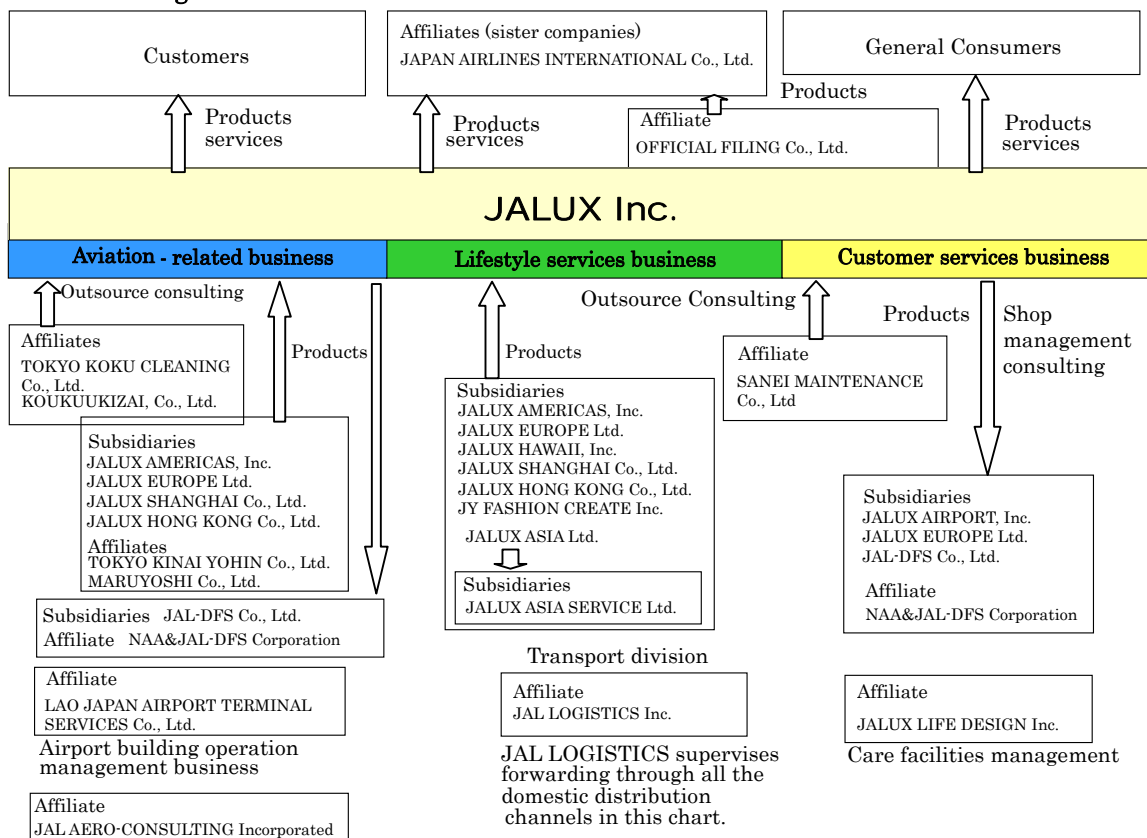 Customers
Affiliates (sister companies)
JAPAN AIRLINES INTERNATIONAL Co., Ltd.
General Consumers
Products
services
Products
services
Products
Affiliate
OFFICIAL FILING Co., Ltd.
Products
services
JALUX Inc.
Aviation - related business
Lifestyle services business
Customer services business
Outsource consulting
Affiliates
TOKYO KOKU CLEANING
Co., Ltd.
KOUKUUKIZAI, Co., Ltd.
Products
Subsidiaries
JALUX AMERICAS, Inc.
JALUX EUROPE Ltd.
JALUX SHANGHAI Co., Ltd.
JALUX HONG KONG Co., Ltd.
Affiliates
TOKYO KINAI YOHIN Co., Ltd.
MARUYOSHI Co., Ltd.
Subsidiaries JAL-DFS Co., Ltd.
Affiliate NAA&JAL-DFS Corporation
Affiliate
LAO JAPAN AIRPORT TERMINAL
SERVICES Co., Ltd.
Airport building operation
management business
Affiliate
JAL AERO-CONSULTING Incorporated
Products
Subsidiaries
JALUX AMERICAS, Inc.
JALUX EUROPE Ltd.
JALUX HAWAII, Inc.
JALUX SHANGHAI Co., Ltd.
JALUX HONG KONG Co., Ltd.
JY FASHION CREATE Inc.
JALUX ASIA Ltd.
Subsidiaries
JALUX ASIA SERVICE Ltd.
Transport division
Affiliate
JAL LOGISTICS Inc.
JAL LOGISTICS supervises
forwarding through all the
domestic distribution
channels in this chart.
Outsource Consulting
Affiliate
SANEI MAINTENANCE
Co., Ltd
Products
Shop
management
consulting
Subsidiaries
JALUX AIRPORT, Inc.
JALUX EUROPE Ltd.
JAL-DFS Co., Ltd.
Affiliate
NAA&JAL-DFS Corporation
Affiliate
JALUX LIFE DESIGN Inc.
Care facilities management